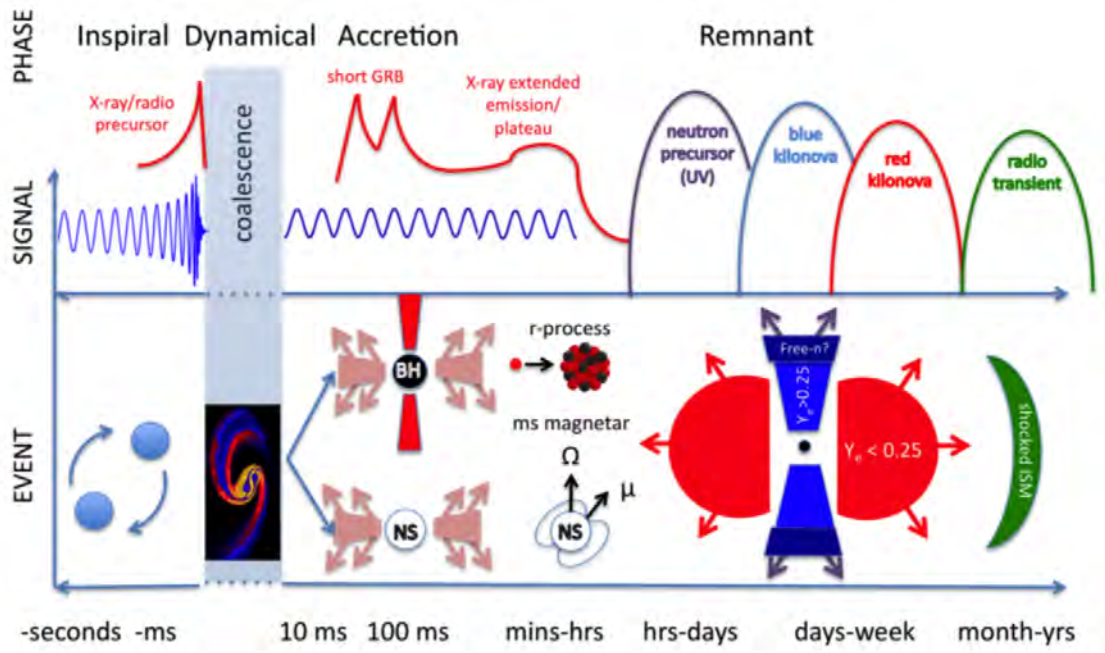 PHASE
Inspiral Dynamical Accretion Remnant
SIGNAL
X-ray/radio
precursor
coalescence
short GRB
X-ray extended
emission/
plateau
neutron
precursor
(UV)
blue
kilonova
red
kilonova
radio
transient
EVENT
BH
NS
r-process
ms magnetar
Ω
μ
NS
Free-n?
Yₑ>0.25
Yₑ < 0.25
shocked ISM
-seconds -ms 10 ms 100 ms mins-hrs hrs-days days-week month-yrs